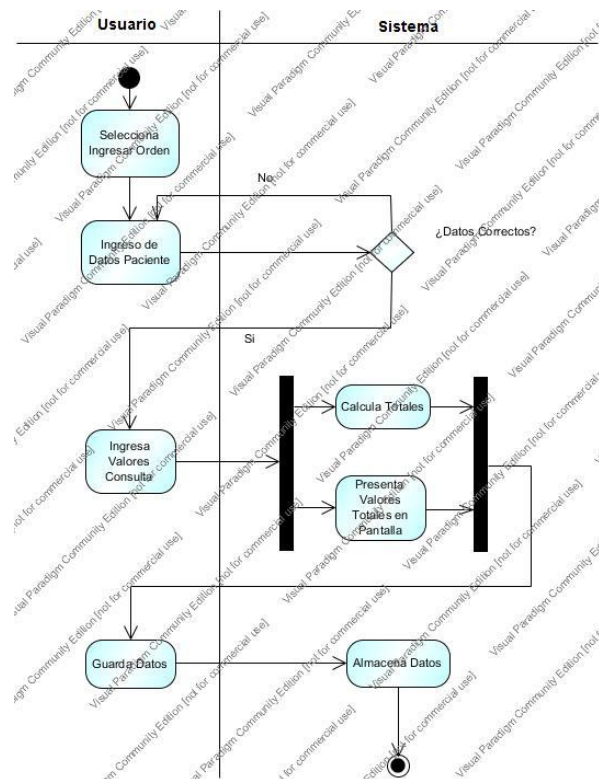 Usuario
Sistema
Selecciona
Ingresar Orden
No
Ingreso de
Datos Paciente
¿Datos Correctos?
Si
Calcula Totales
Ingresa
Valores
Consulta
Presenta
Valores
Totales en
Pantalla
Guarda Datos
Almacena Datos
Visual Paradigm Community Edition [not for commercial use]